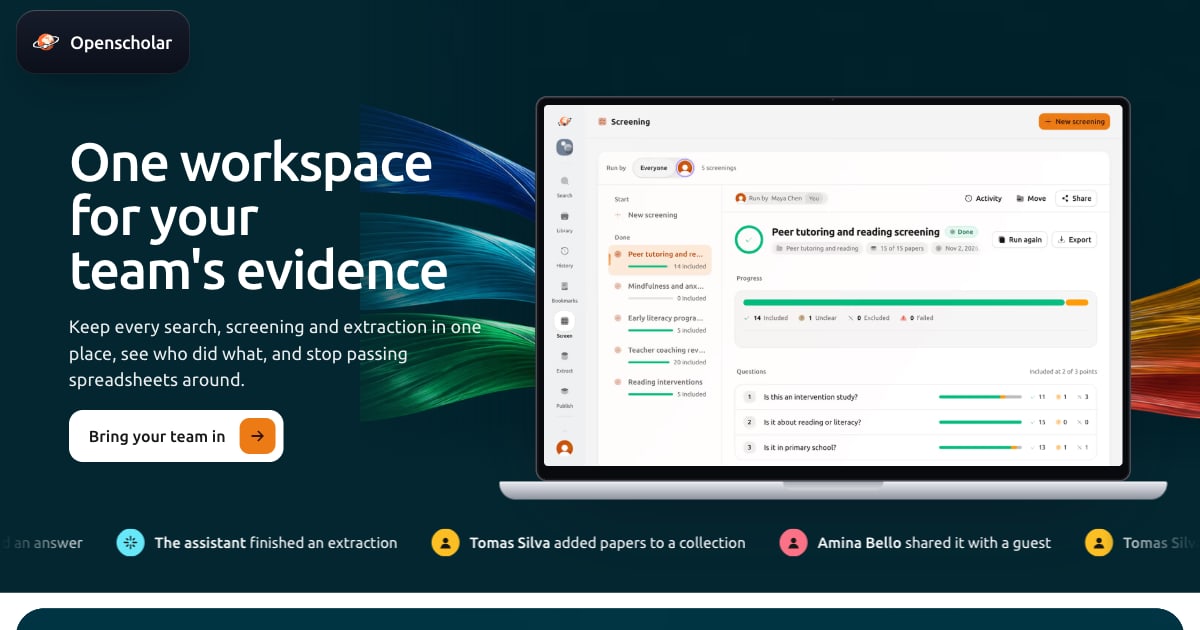 Openscholar
One workspace
for your
team's evidence
Keep every search, screening and extraction in one
place, see who did what, and stop passing
spreadsheets around.
Bring your team in
Screening
New screening
Run by
Everyone
5 screenings
Search
Library
History
Bookmarks
Screen
Extract
Publish
Start
New screening
Done
Peer tutoring and re...
14 included
Mindfulness and anx...
0 included
Early literacy progra...
5 included
Teacher coaching rev...
20 included
Reading interventions
5 included
Run by Maya Chen You
Activity
Move
Share
Peer tutoring and reading screening
Done
Run again
Export
Peer tutoring and reading
15 of 15 papers
Nov 2, 2026
Progress
14 Included
1 Unclear
0 Excluded
0 Failed
Questions
Included at 2 of 3 points
1 Is this an intervention study? 11 1 3
2 Is it about reading or literacy? 15 0 0
3 Is it in primary school? 13 1 1
an answer
The assistant finished an extraction
Tomas Silva added papers to a collection
Amina Bello shared it with a guest
Tomas